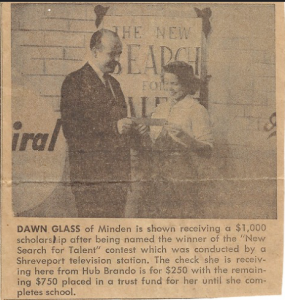 THE NEW
SEARCH
FOR
TALE
iral
DAWN GLASS of Minden is shown receiving a $1,000
scholarship after being named the winner of the "New
Search for Talent" contest which was conducted by a
Shreveport television station. The check she is receiv-
ing here from Hub Brando is for $250 with the remain-
ing $750 placed in a trust fund for her until she com-
pletes school.